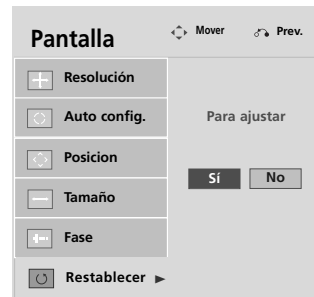 Pantalla
Mover
Prev.
Resolución
Auto config.
Posicion
Tamaño
Fase
Restablecer ►
Para ajustar
Sí
No